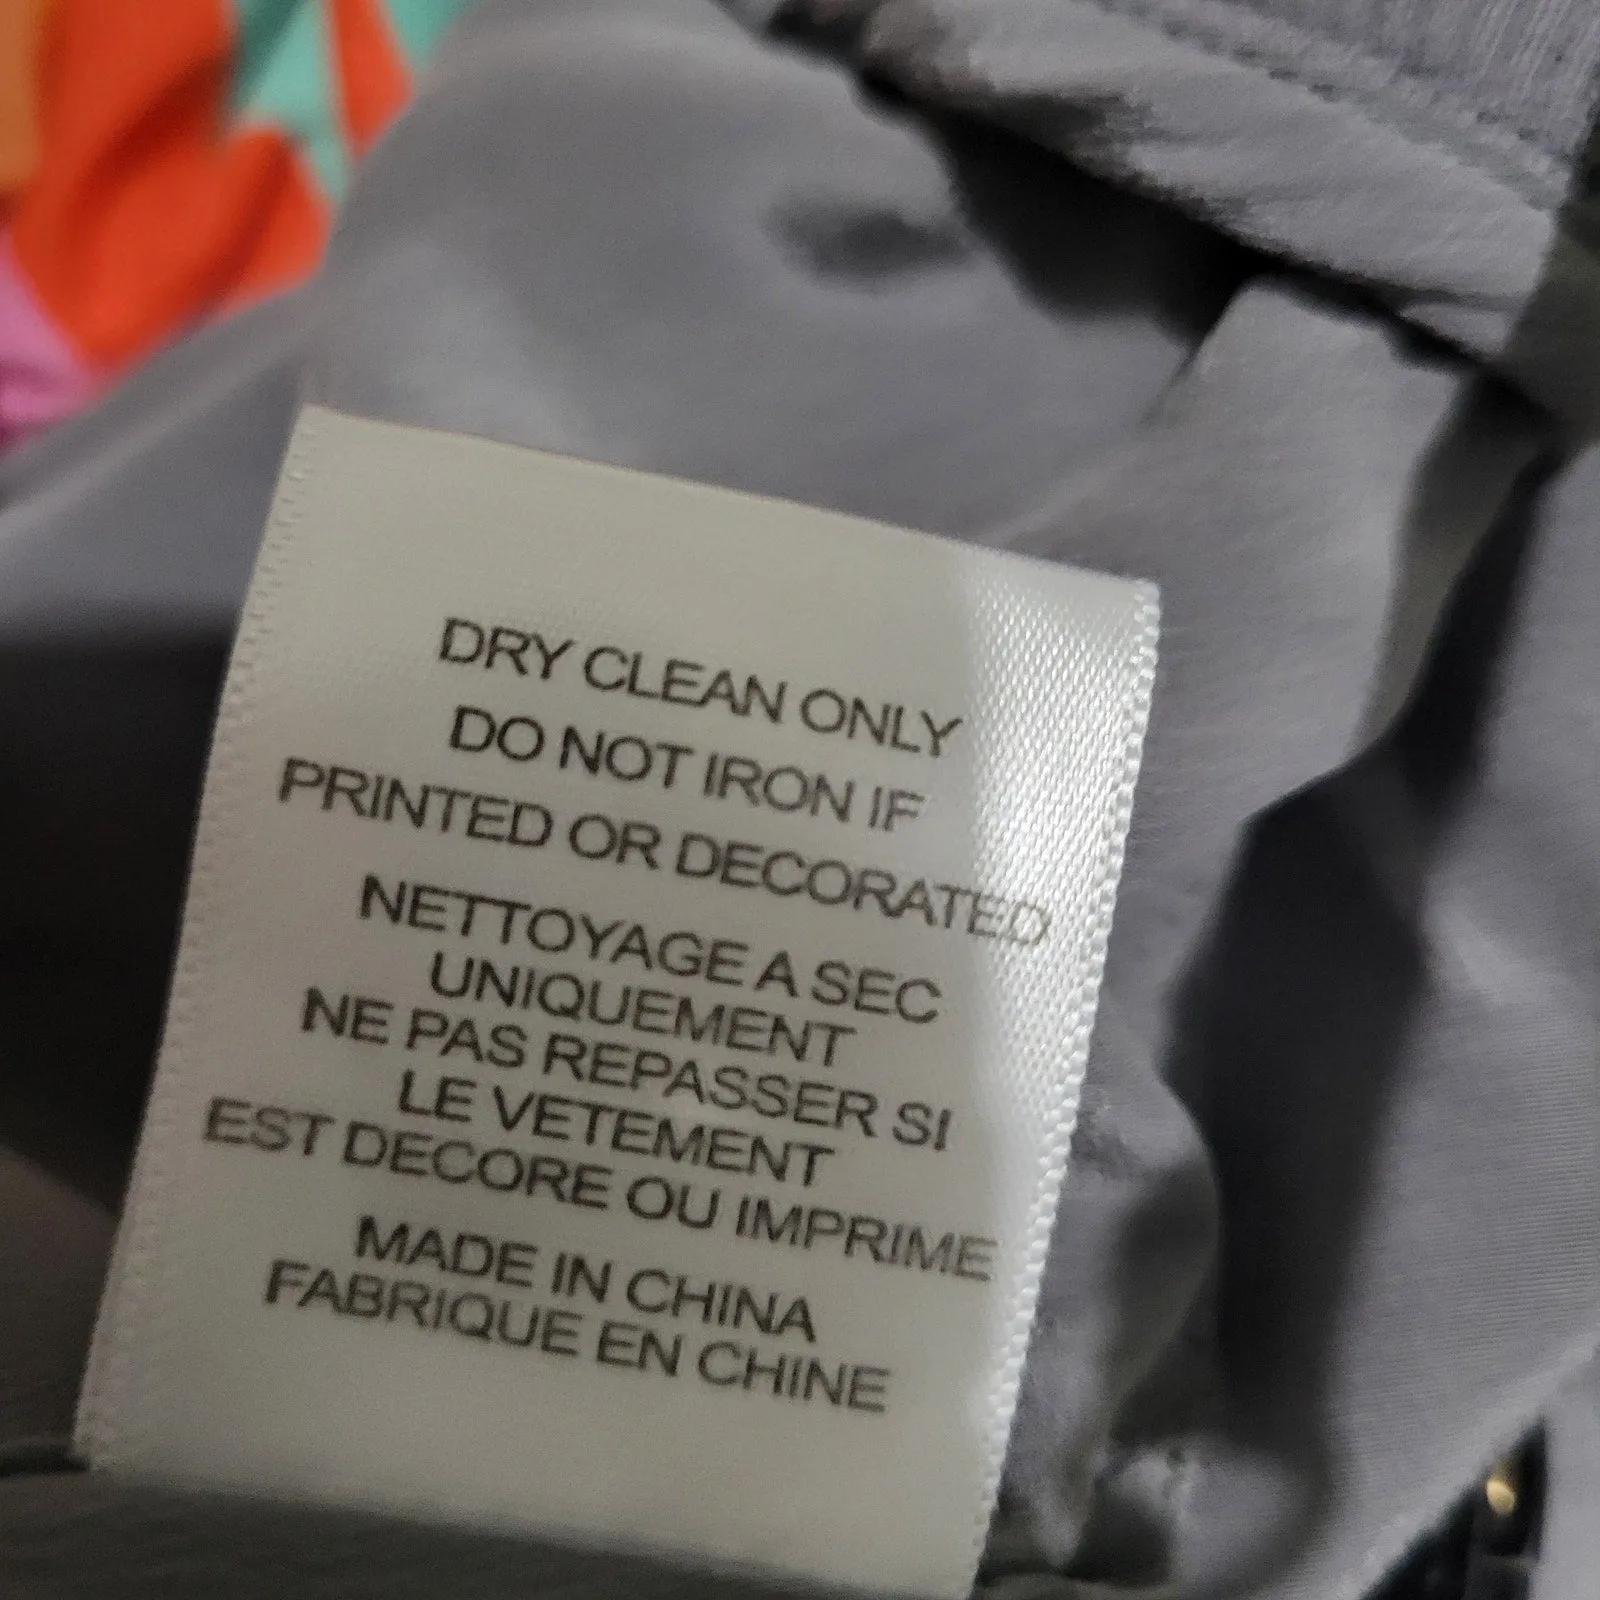 DRY CLEAN ONLY
DO NOT IRON IF
PRINTED OR DECORATED
NETTOYAGE A SEC
UNIQUEMENT
NE PAS REPASSER SI
LE VETEMENT
EST DECORE OU IMPRIME
MADE IN CHINA
FABRIQUE EN CHINE